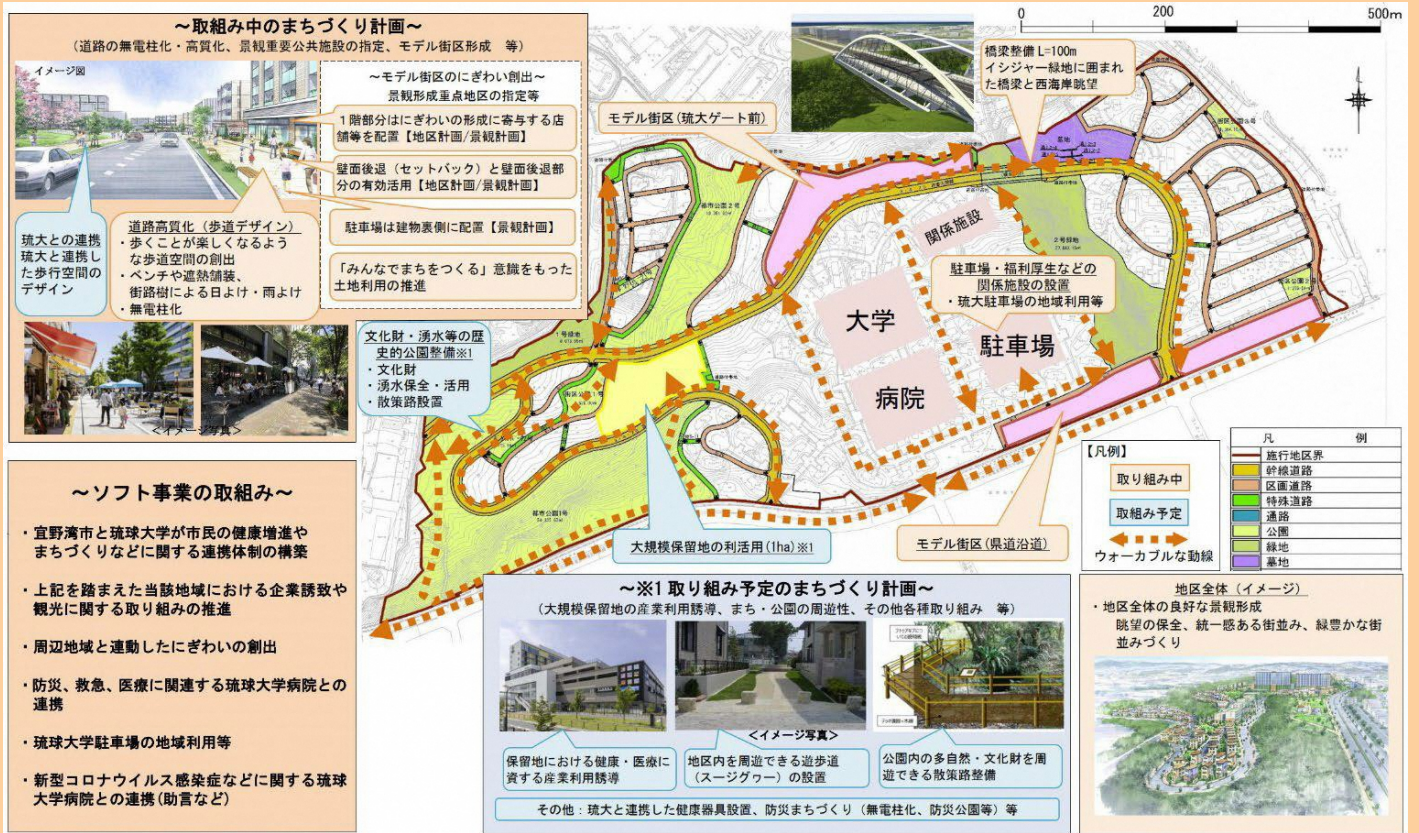 ~取組み中のまちづくり計画~
(道路の無電柱化・高質化、景観重要公共施設の指定、モデル街区形成 等)
イメージ図
~モデル街区のにぎわい創出~
景観形成重点地区の指定等
1階部分はにぎわいの形成に寄与する店
舗等を配置【地区計画/景観計画】
壁面後退(セットバック)と壁面後退部
分の有効活用【地区計画/景観計画】
駐車場は建物裏側に配置【景観計画】
「みんなでまちをつくる」意識をもった
土地利用の推進
琉大との連携
琉大と連携し
た歩行空間の
デザイン
道路高質化(歩道デザイン)
・歩くことが楽しくなるよう
な歩道空間の創出
・ベンチや遮熱舗装、
街路樹による日よけ・雨よけ
・無電柱化
<イメージ写真>
文化財・湧水等の歴
史的公園整備※1
・文化財
・湧水保全・活用
・散策路設置
モデル街区(琉大ゲート前)
橋梁整備 L=100m
イシジャー緑地に囲まれ
た橋梁と西海岸眺望
0 200 500m
墓地
都市公園2号
2号緑地
1号緑地
街区公園1号
都市公園1号
関係施設
大学
病院
駐車場
駐車場・福利厚生などの
関係施設の設置
・琉大駐車場の地域利用等
大規模保留地の利活用(1ha)※1
モデル街区(県道沿道)
【凡例】
取り組み中
取組み予定
ウォーカブルな動線
凡 例
施行地区界
幹線道路
区画道路
特殊道路
通路
公園
緑地
墓地
~ソフト事業の取組み~
・宜野湾市と琉球大学が市民の健康増進や
まちづくりなどに関する連携体制の構築
・上記を踏まえた当該地域における企業誘致や
観光に関する取り組みの推進
・周辺地域と連動したにぎわいの創出
・防災、救急、医療に関連する琉球大学病院との
連携
・琉球大学駐車場の地域利用等
・新型コロナウイルス感染症などに関する琉球
大学病院との連携(助言など)
~※1 取り組み予定のまちづくり計画~
(大規模保留地の産業利用誘導、まち・公園の周遊性、その他各種取り組み 等)
<イメージ写真>
保留地における健康・医療に
資する産業利用誘導
地区内を周遊できる遊歩道
(スージグヮー)の設置
公園内の多自然・文化財を周
遊できる散策路整備
その他:琉大と連携した健康器具設置、防災まちづくり(無電柱化、防災公園等)等
地区全体(イメージ)
・地区全体の良好な景観形成
眺望の保全、統一感ある街並み、緑豊かな街
並みづくり